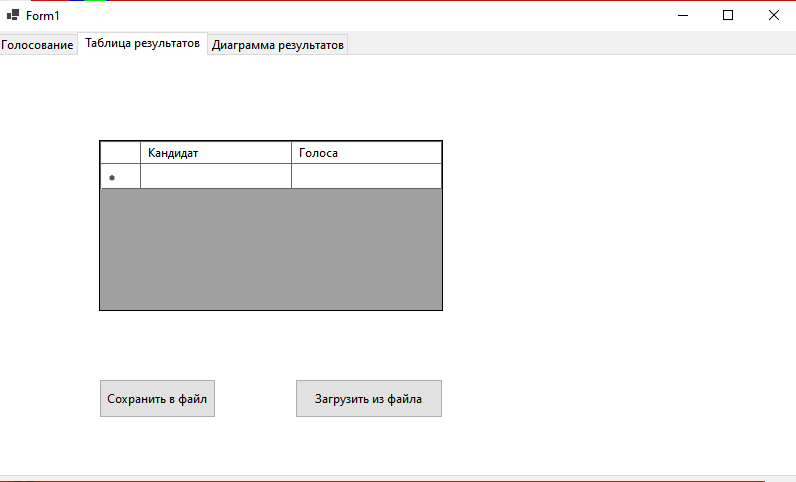 Form1
Голосование Таблица результатов Диаграмма результатов
Кандидат Голоса
Сохранить в файл Загрузить из файла